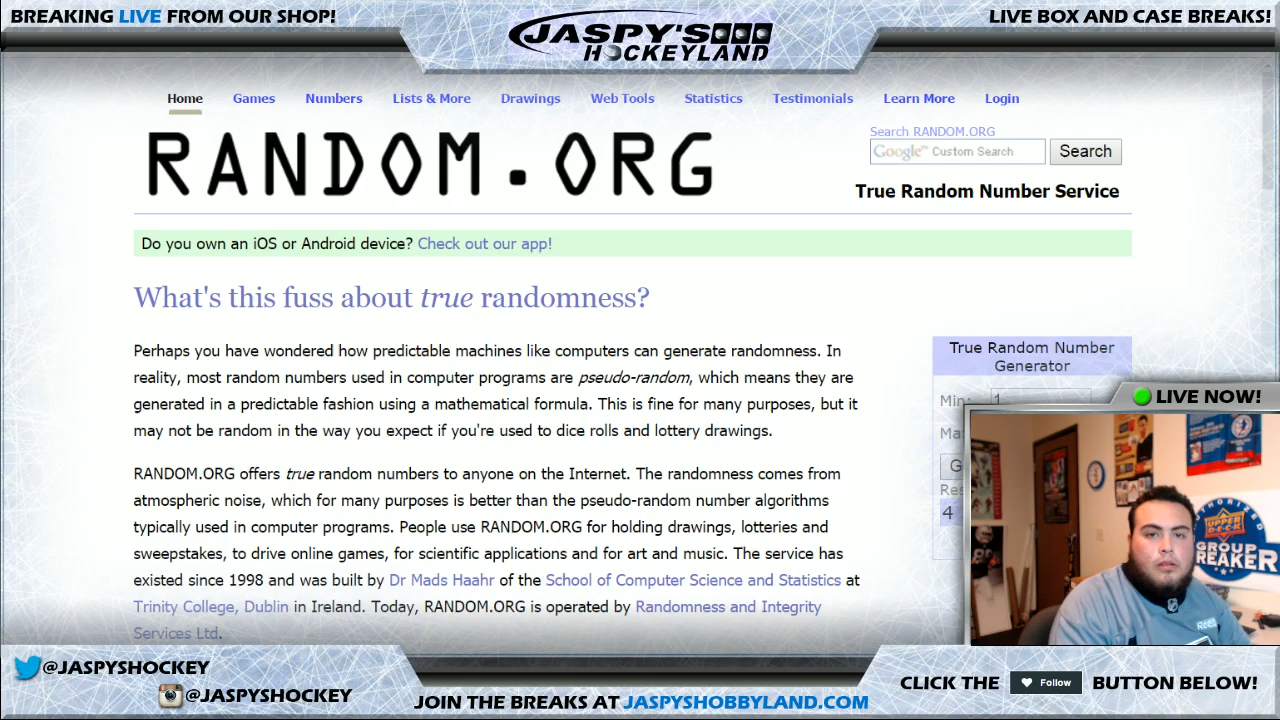 BREAKING LIVE FROM OUR SHOP!
JASPY'S
HOCKEYLAND
LIVE BOX AND CASE BREAKS!
Home Games Numbers Lists & More Drawings Web Tools Statistics Testimonials Learn More Login
RANDOM.ORG
Search RANDOM.ORG
Google™ Custom Search Search
True Random Number Service
Do you own an iOS or Android device? Check out our app!
What's this fuss about true randomness?
Perhaps you have wondered how predictable machines like computers can generate randomness. In
reality, most random numbers used in computer programs are pseudo-random, which means they are
generated in a predictable fashion using a mathematical formula. This is fine for many purposes, but it
may not be random in the way you expect if you're used to dice rolls and lottery drawings.
RANDOM.ORG offers true random numbers to anyone on the Internet. The randomness comes from
atmospheric noise, which for many purposes is better than the pseudo-random number algorithms
typically used in computer programs. People use RANDOM.ORG for holding drawings, lotteries and
sweepstakes, to drive online games, for scientific applications and for art and music. The service has
existed since 1998 and was built by Dr Mads Haahr of the School of Computer Science and Statistics at
Trinity College, Dublin in Ireland. Today, RANDOM.ORG is operated by Randomness and Integrity
Services Ltd.
True Random Number
Generator
Min: 1
Ma
G
Res
4
LIVE NOW!
UPPER
DECK
GROUP
BREAKER
Reebok
@JASPYSHOCKEY
@JASPYSHOCKEY
JOIN THE BREAKS AT JASPYSHOBBYLAND.COM
CLICK THE Follow BUTTON BELOW!